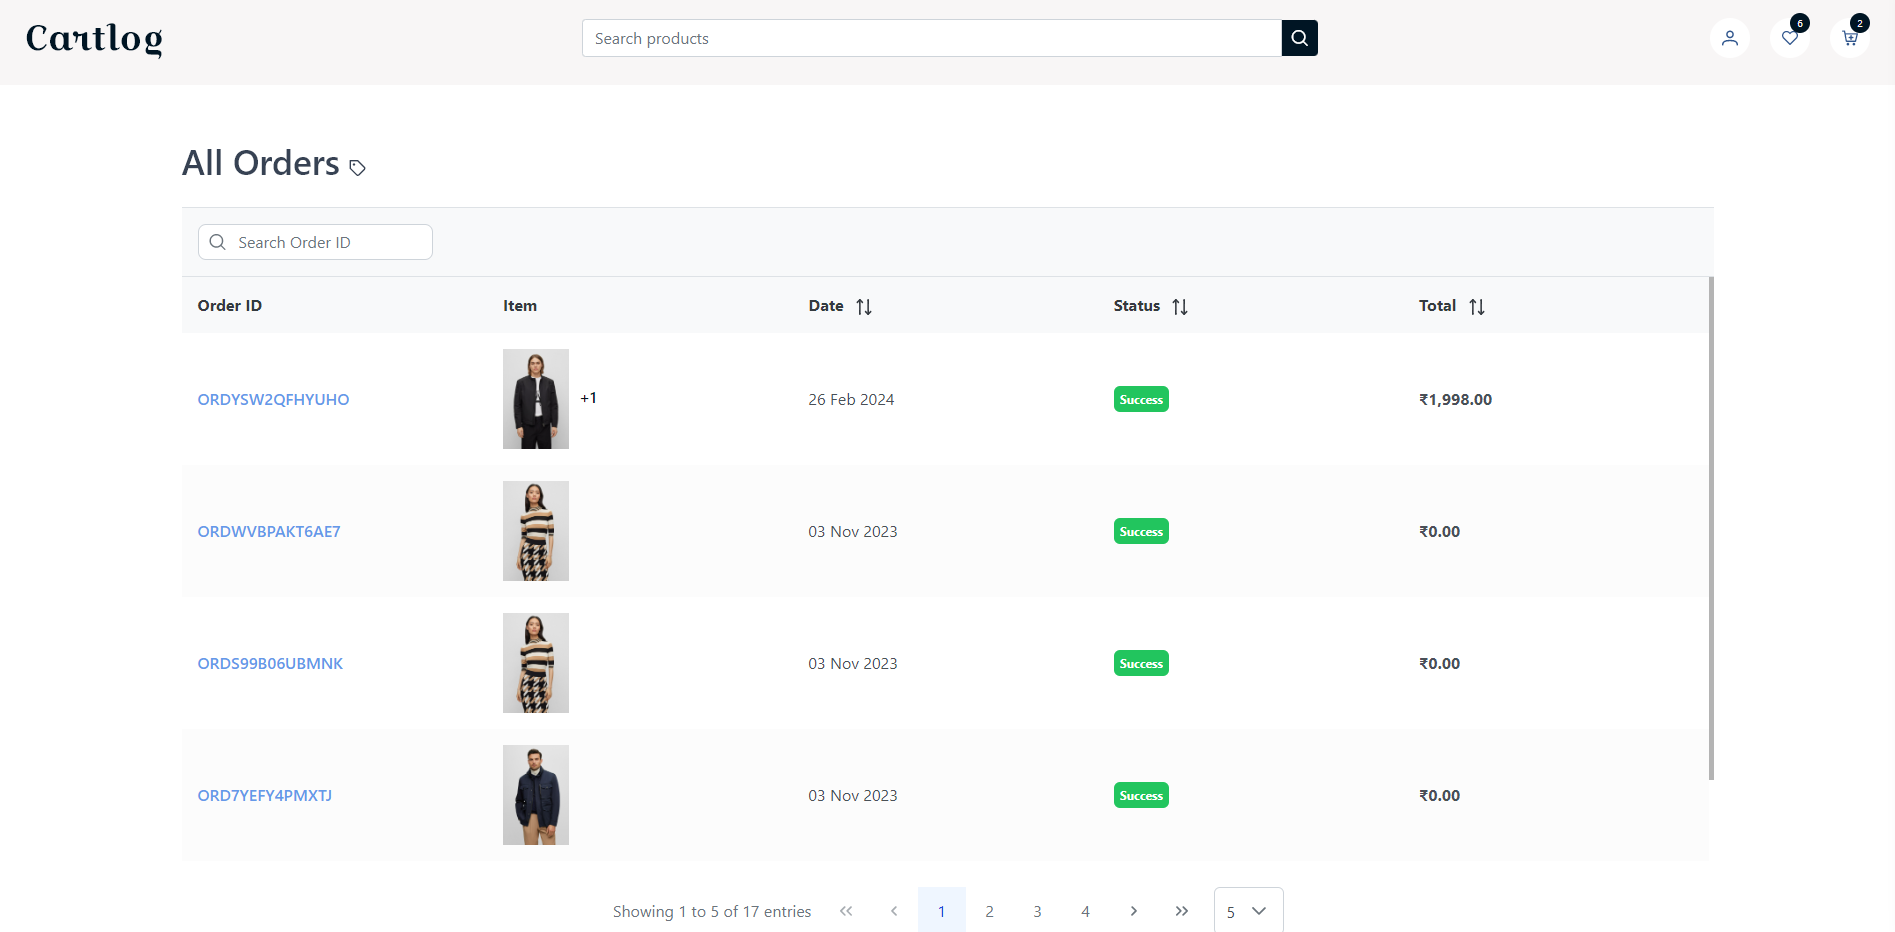 Cartlog
Search products
6
2
All Orders
Search Order ID
Order ID Item Date Status Total
ORDYSW2QFHYUHO +1 26 Feb 2024 Success ₹1,998.00
ORDWVBPAKT6AE7 03 Nov 2023 Success ₹0.00
ORDS99B06UBMNK 03 Nov 2023 Success ₹0.00
ORD7YEFY4PMXTJ 03 Nov 2023 Success ₹0.00
Showing 1 to 5 of 17 entries « ‹ 1 2 3 4 › » 5